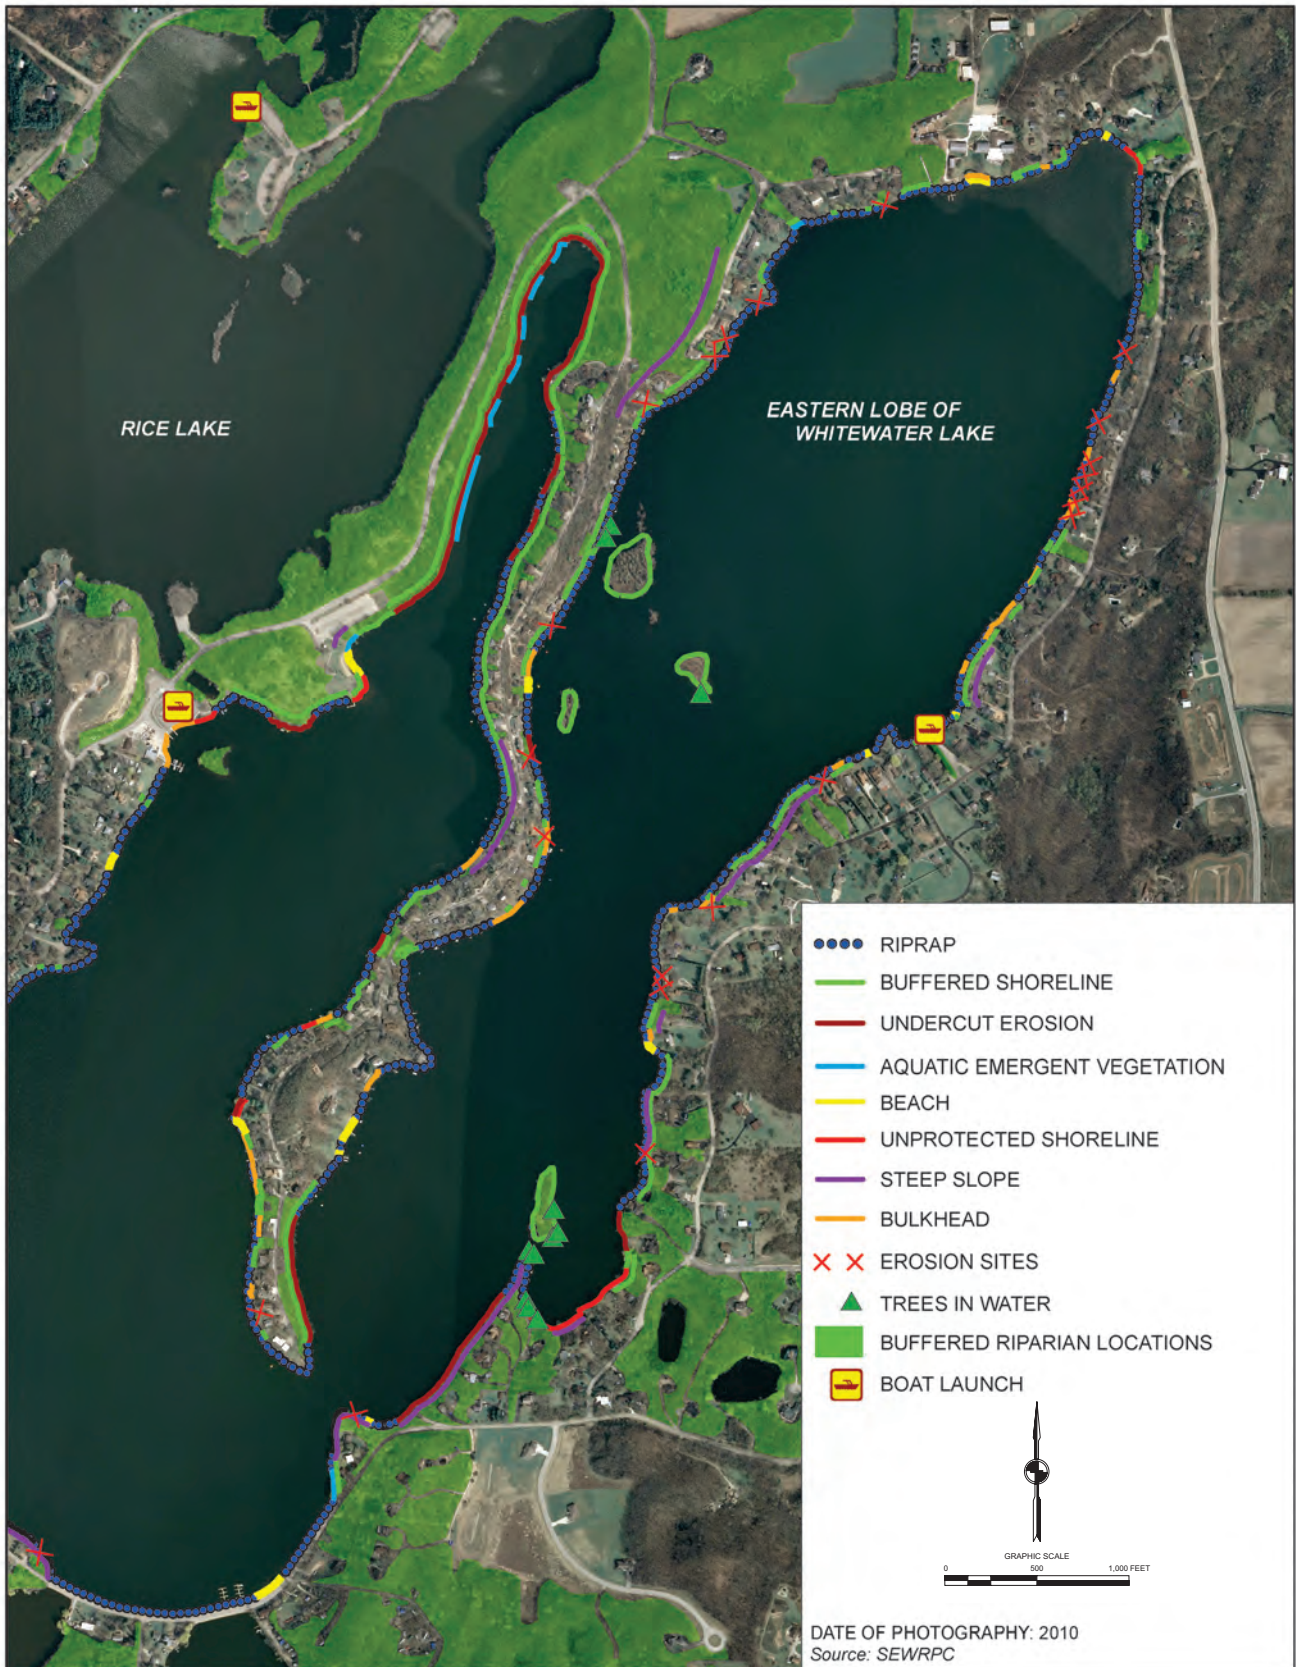 RICE LAKE
EASTERN LOBE OF
WHITEWATER LAKE
RIPRAP
BUFFERED SHORELINE
UNDERCUT EROSION
AQUATIC EMERGENT VEGETATION
BEACH
UNPROTECTED SHORELINE
STEEP SLOPE
BULKHEAD
EROSION SITES
TREES IN WATER
BUFFERED RIPARIAN LOCATIONS
BOAT LAUNCH
GRAPHIC SCALE
0 500 1,000 FEET
DATE OF PHOTOGRAPHY: 2010
Source: SEWRPC